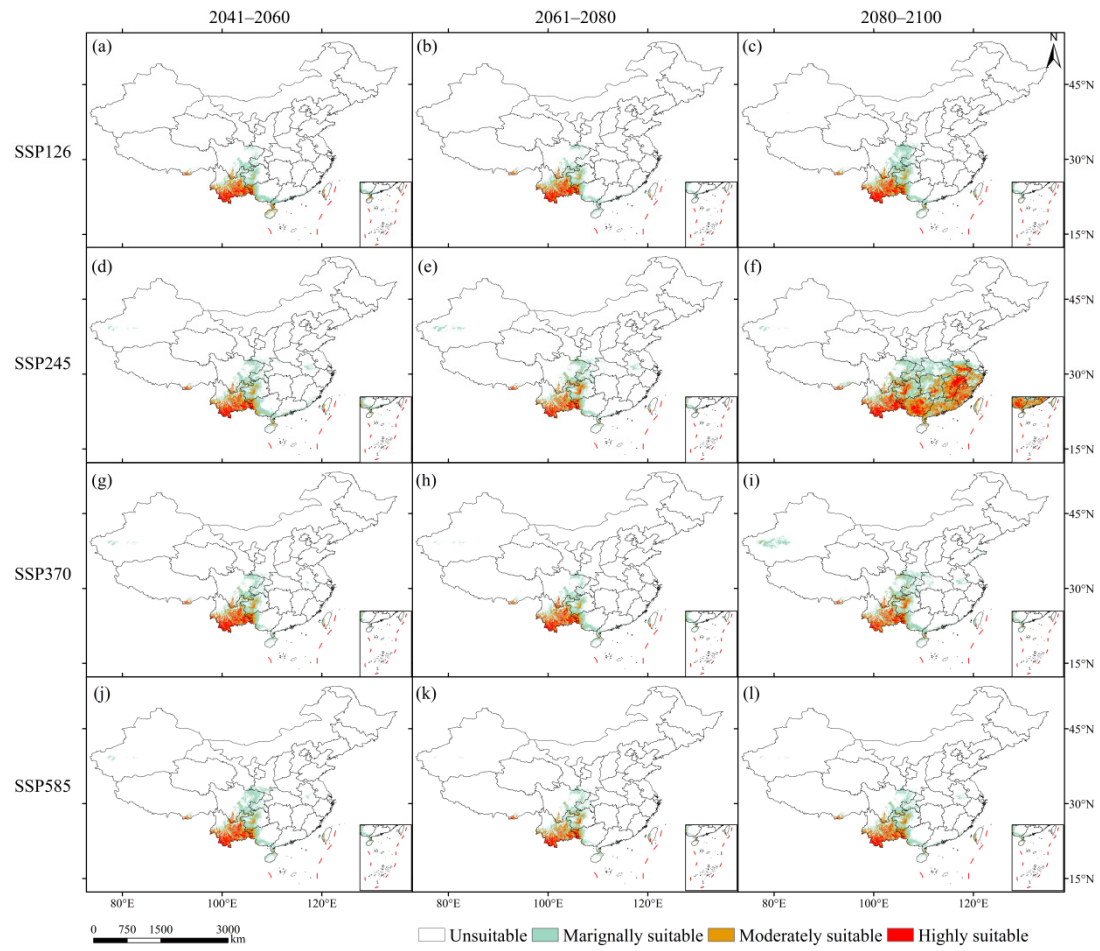 2041–2060 2061–2080 2080–2100
(a) (b) (c) N
45°N
SSP126 30°N
15°N
(d) (e) (f)
45°N
SSP245 30°N
15°N
(g) (h) (i)
45°N
SSP370 30°N
15°N
(j) (k) (l)
45°N
SSP585 30°N
15°N
80°E 100°E 120°E 80°E 100°E 120°E 80°E 100°E 120°E
0 750 1500 3000 km
Unsuitable Marignally suitable Moderately suitable Highly suitable